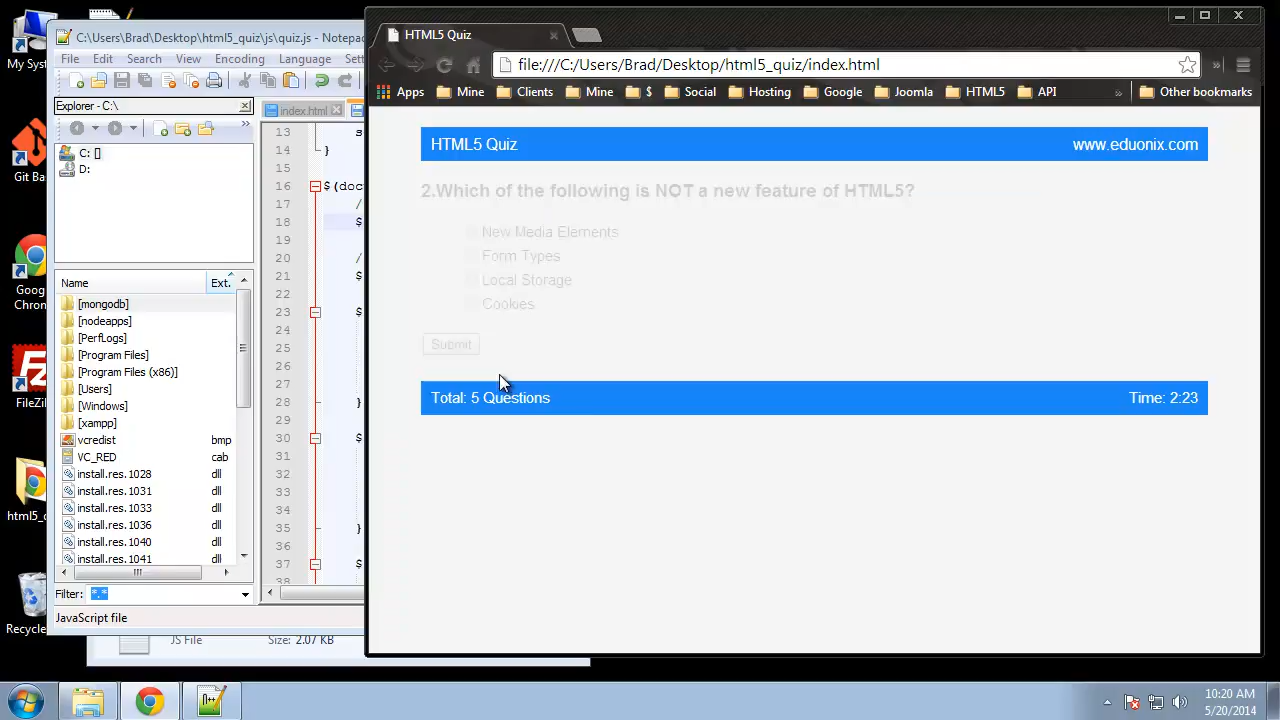 My Sys
C:\Users\Brad\Desktop\html5_quiz\js\quiz.js - Notepa
File Edit Search View Encoding Language Sett
Explorer - C:\
C: []
D:
Name Ext.
[mongodb]
[nodeapps]
[PerfLogs]
[Program Files]
[Program Files (x86)]
[Users]
[Windows]
[xampp]
vcredist bmp
VC_RED cab
install.res.1028 dll
install.res.1031 dll
install.res.1033 dll
install.res.1036 dll
install.res.1040 dll
install.res.1041 dll
Filter: *.*
JavaScript file
JS File Size: 2.07 KB
Git Ba
Goog
Chron
FileZil
html5_q
Recycle
index.html
13 s
14 }
15
16 $(doc
17 /
18 $
19
20 /
21 $
22
23 $
24
25
26
27
28 }
29
30 $
31
32
33
34
35 }
36
37 $
38
HTML5 Quiz
file:///C:/Users/Brad/Desktop/html5_quiz/index.html
Apps Mine Clients Mine $ Social Hosting Google Joomla HTML5 API » Other bookmarks
HTML5 Quiz www.eduonix.com
2.Which of the following is NOT a new feature of HTML5?
New Media Elements
Form Types
Local Storage
Cookies
Submit
Total: 5 Questions Time: 2:23
10:20 AM
5/20/2014